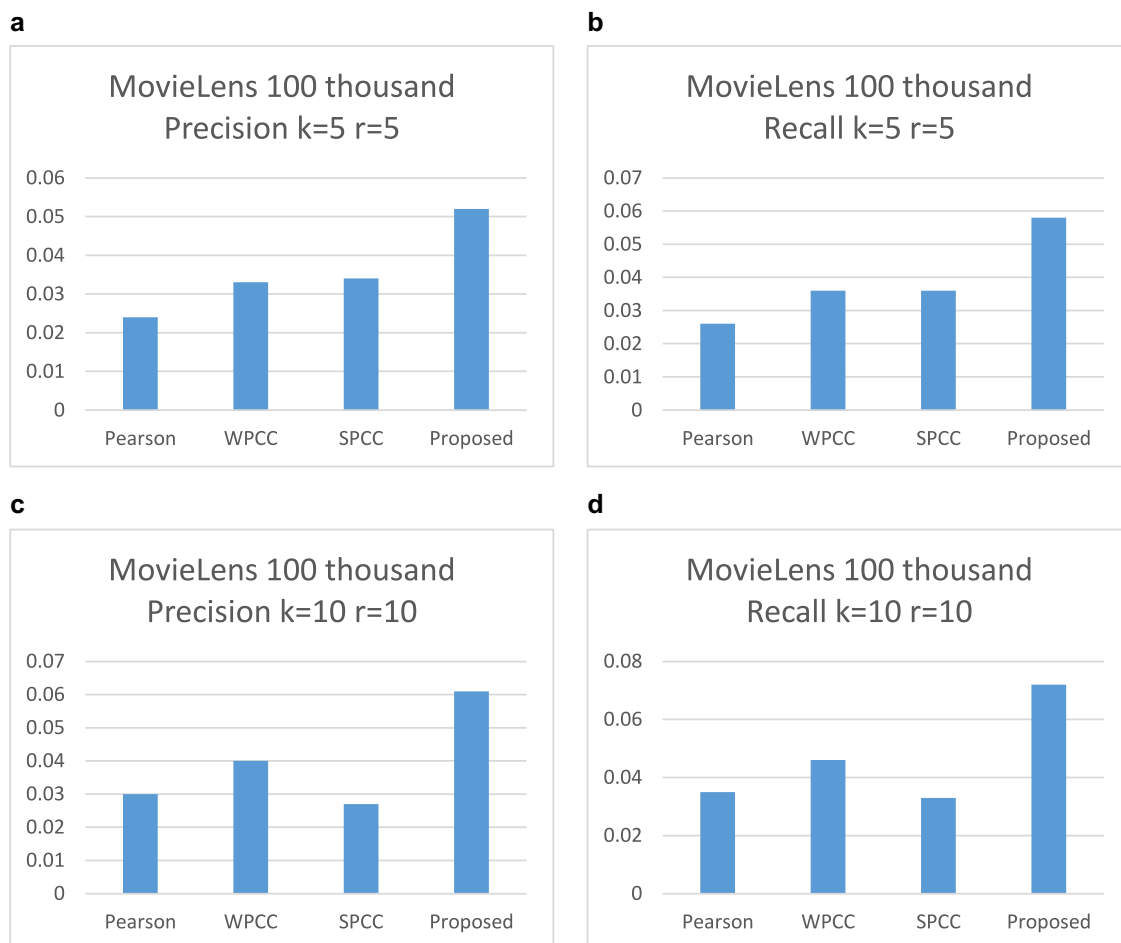 a
MovieLens 100 thousand
Precision k=5 r=5
0.06
0.05
0.04
0.03
0.02
0.01
0
Pearson WPCC SPCC Proposed
b
MovieLens 100 thousand
Recall k=5 r=5
0.07
0.06
0.05
0.04
0.03
0.02
0.01
0
Pearson WPCC SPCC Proposed
c
MovieLens 100 thousand
Precision k=10 r=10
0.07
0.06
0.05
0.04
0.03
0.02
0.01
0
Pearson WPCC SPCC Proposed
d
MovieLens 100 thousand
Recall k=10 r=10
0.08
0.06
0.04
0.02
0
Pearson WPCC SPCC Proposed